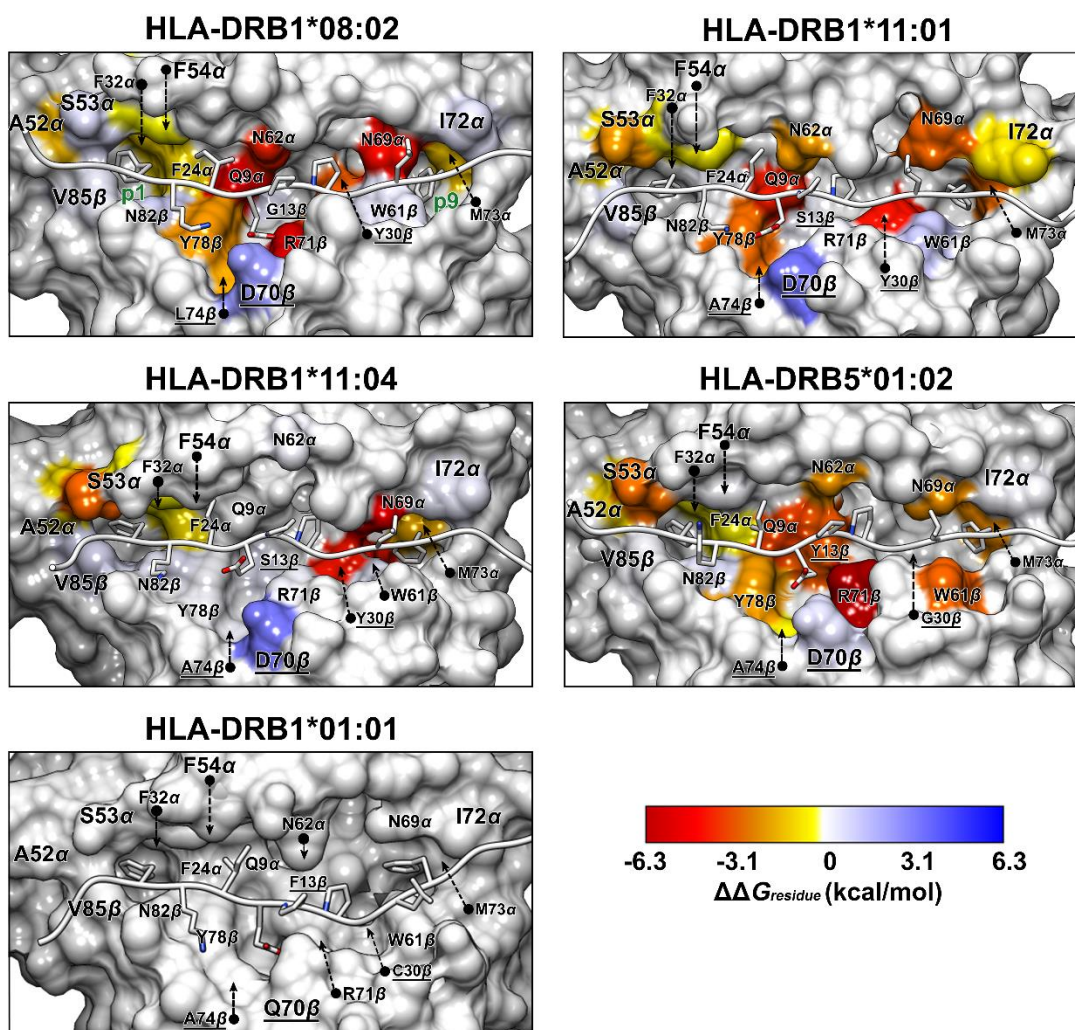 HLA-DRB1*08:02
F54α
F32α
S53α
A52α
N62α
N69α
I72α
F24α
Q9α
p1
V85β
G13β
W61β
p9
N82β
M73α
Y78β
R71β
Y30β
D70β
L74β
HLA-DRB1*11:01
F54α
F32α
S53α
N62α
N69α
I72α
A52α
F24α
Q9α
V85β
S13β
N82β
Y78β
R71β
W61β
M73α
Y30β
D70β
A74β
HLA-DRB1*11:04
F54α
N62α
F32α
S53α
I72α
A52α
Q9α
N69α
F24α
V85β
S13β
N82β
M73α
Y78β
R71β
W61β
Y30β
A74β
D70β
HLA-DRB5*01:02
F54α
F32α
S53α
N62α
I72α
A52α
N69α
F24α
Q9α
V85β
Y13β
N82β
M73α
Y78β
R71β
W61β
G30β
A74β
D70β
HLA-DRB1*01:01
F54α
F32α
S53α
N62α
N69α
I72α
A52α
F24α
Q9α
F13β
V85β
N82β
M73α
Y78β
W61β
C30β
R71β
A74β
Q70β
-6.3 -3.1 0 3.1 6.3
ΔΔGresidue (kcal/mol)